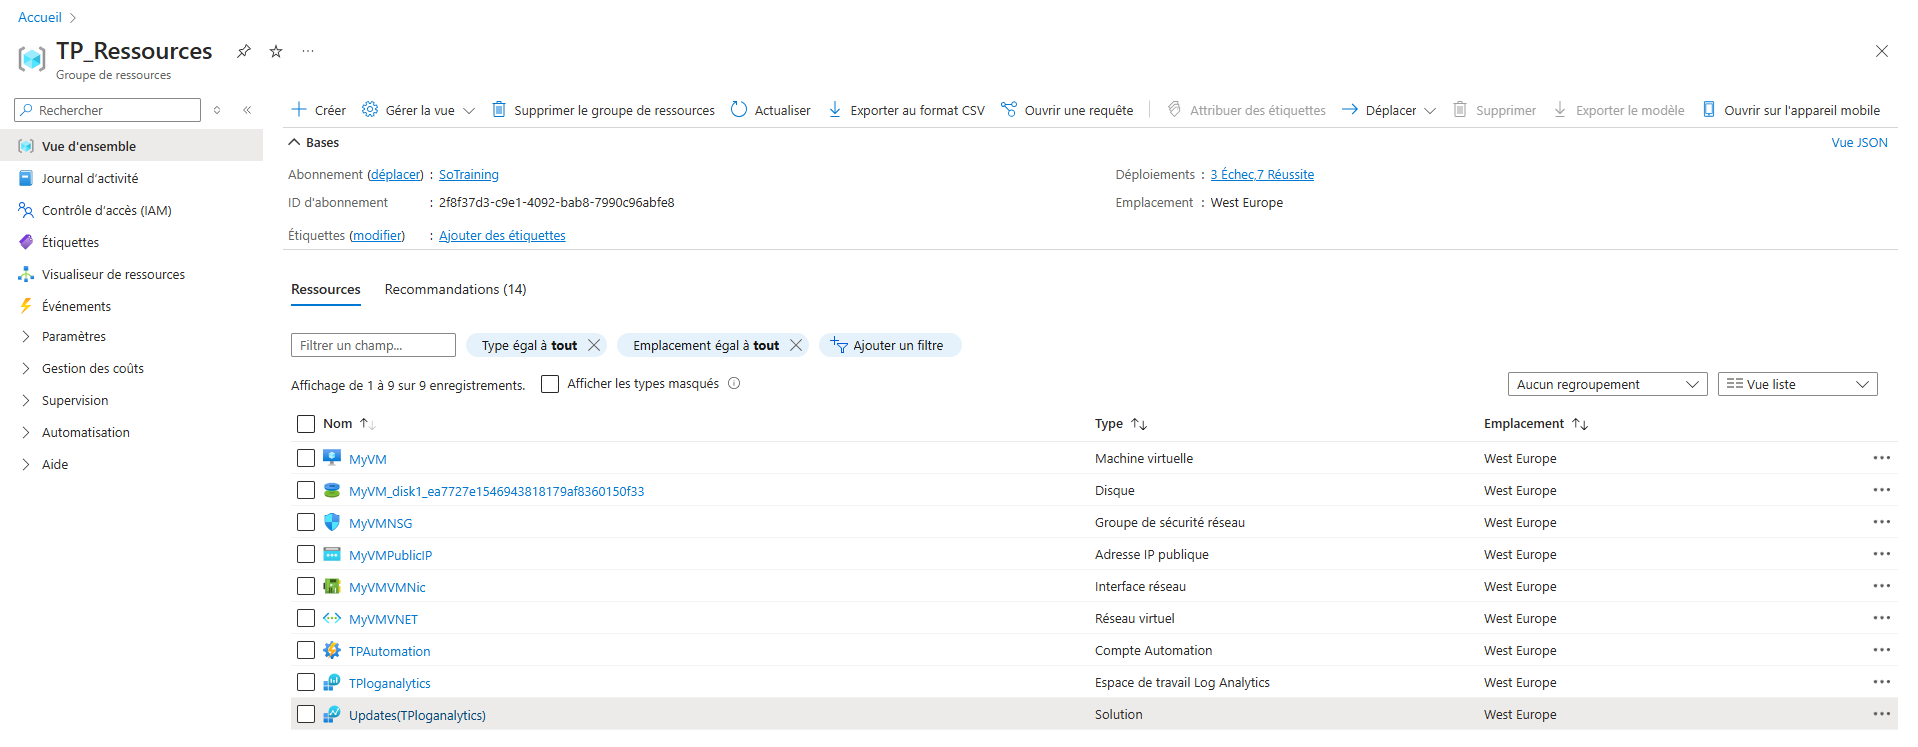 Accueil
TP_Ressources
Groupe de ressources
Rechercher
Vue d'ensemble
Journal d'activité
Contrôle d'accès (IAM)
Étiquettes
Visualiseur de ressources
Événements
Paramètres
Gestion des coûts
Supervision
Automatisation
Aide
Créer Gérer la vue Supprimer le groupe de ressources Actualiser Exporter au format CSV Ouvrir une requête Attribuer des étiquettes Déplacer Supprimer Exporter le modèle Ouvrir sur l'appareil mobile
Bases Vue JSON
Abonnement (déplacer) : SoTraining Déploiements : 3 Échec,7 Réussite
ID d'abonnement : 2f8f37d3-c9e1-4092-bab8-7990c96abfe8 Emplacement : West Europe
Étiquettes (modifier) : Ajouter des étiquettes
Ressources Recommandations (14)
Filtrer un champ... Type égal à tout Emplacement égal à tout Ajouter un filtre
Affichage de 1 à 9 sur 9 enregistrements. Afficher les types masqués Aucun regroupement Vue liste
Nom Type Emplacement
MyVM Machine virtuelle West Europe
MyVM_disk1_ea7727e1546943818179af8360150f33 Disque West Europe
MyVMNSG Groupe de sécurité réseau West Europe
MyVMPublicIP Adresse IP publique West Europe
MyVMVMNic Interface réseau West Europe
MyVMVNET Réseau virtuel West Europe
TPAutomation Compte Automation West Europe
TPloganalytics Espace de travail Log Analytics West Europe
Updates(TPloganalytics) Solution West Europe